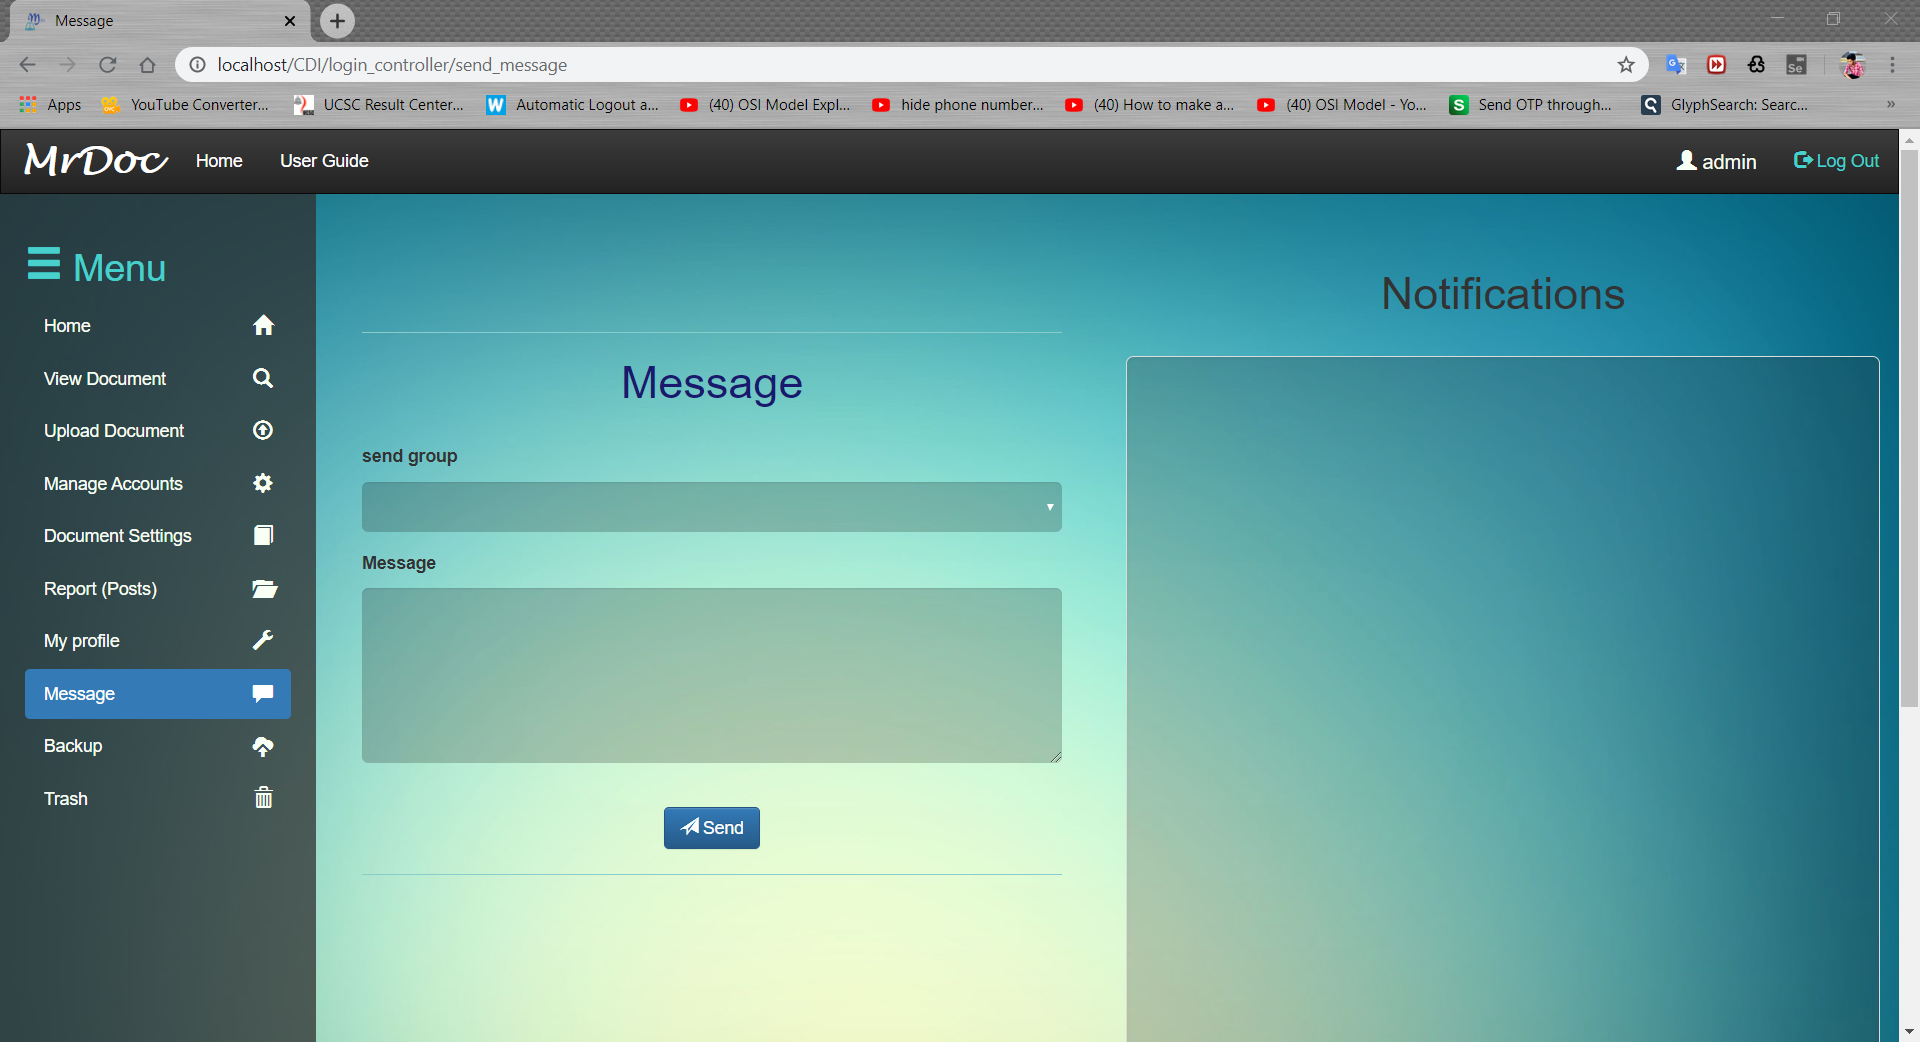 Message
localhost/CDI/login_controller/send_message
Apps YouTube Converter... UCSC Result Center... Automatic Logout a... (40) OSI Model Expl... hide phone number... (40) How to make a... (40) OSI Model - Yo... Send OTP through... GlyphSearch: Searc... »
MrDoc Home User Guide admin Log Out
Menu
Home
View Document
Upload Document
Manage Accounts
Document Settings
Report (Posts)
My profile
Message
Backup
Trash
Message
send group
Message
Send
Notifications